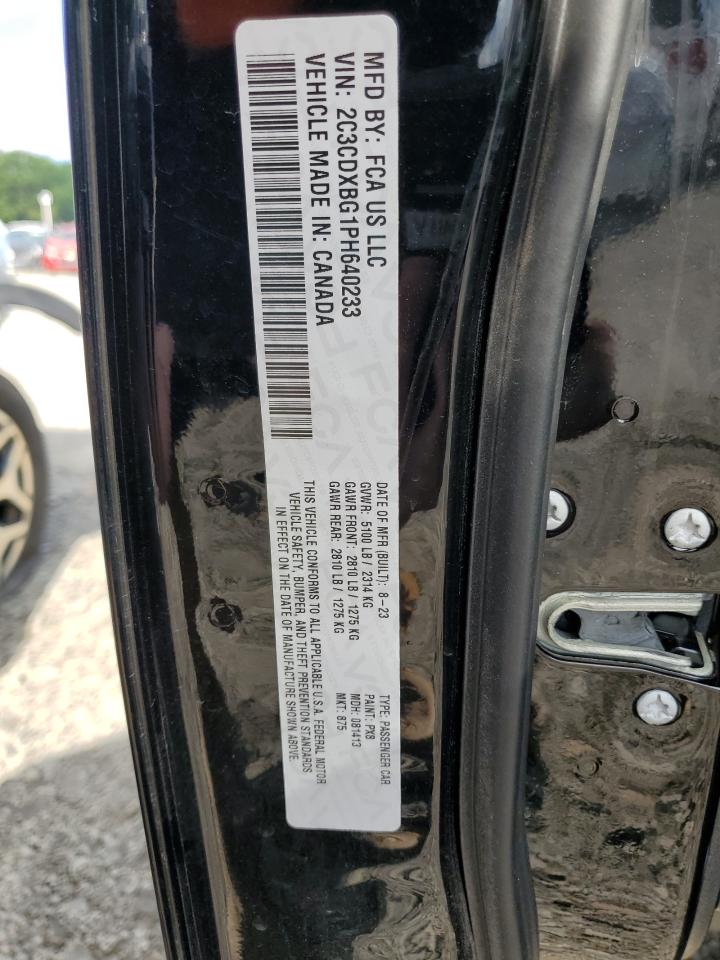 MFD BY: FCA US LLC
VIN: 2C3CDXBG1PH640233
VEHICLE MADE IN: CANADA
DATE OF MFR (BUILT): 8-23
GVWR: 5100 LB / 2314 KG
GAWR FRONT: 2810 LB / 1275 KG
GAWR REAR: 2810 LB / 1275 KG
TYPE: PASSENGER CAR
PAINT: PX8
MDH: 081413
MKT: 875
THIS VEHICLE CONFORMS TO ALL APPLICABLE U.S.A. FEDERAL MOTOR
VEHICLE SAFETY, BUMPER, AND THEFT PREVENTION STANDARDS
IN EFFECT ON THE DATE OF MANUFACTURE SHOWN ABOVE.